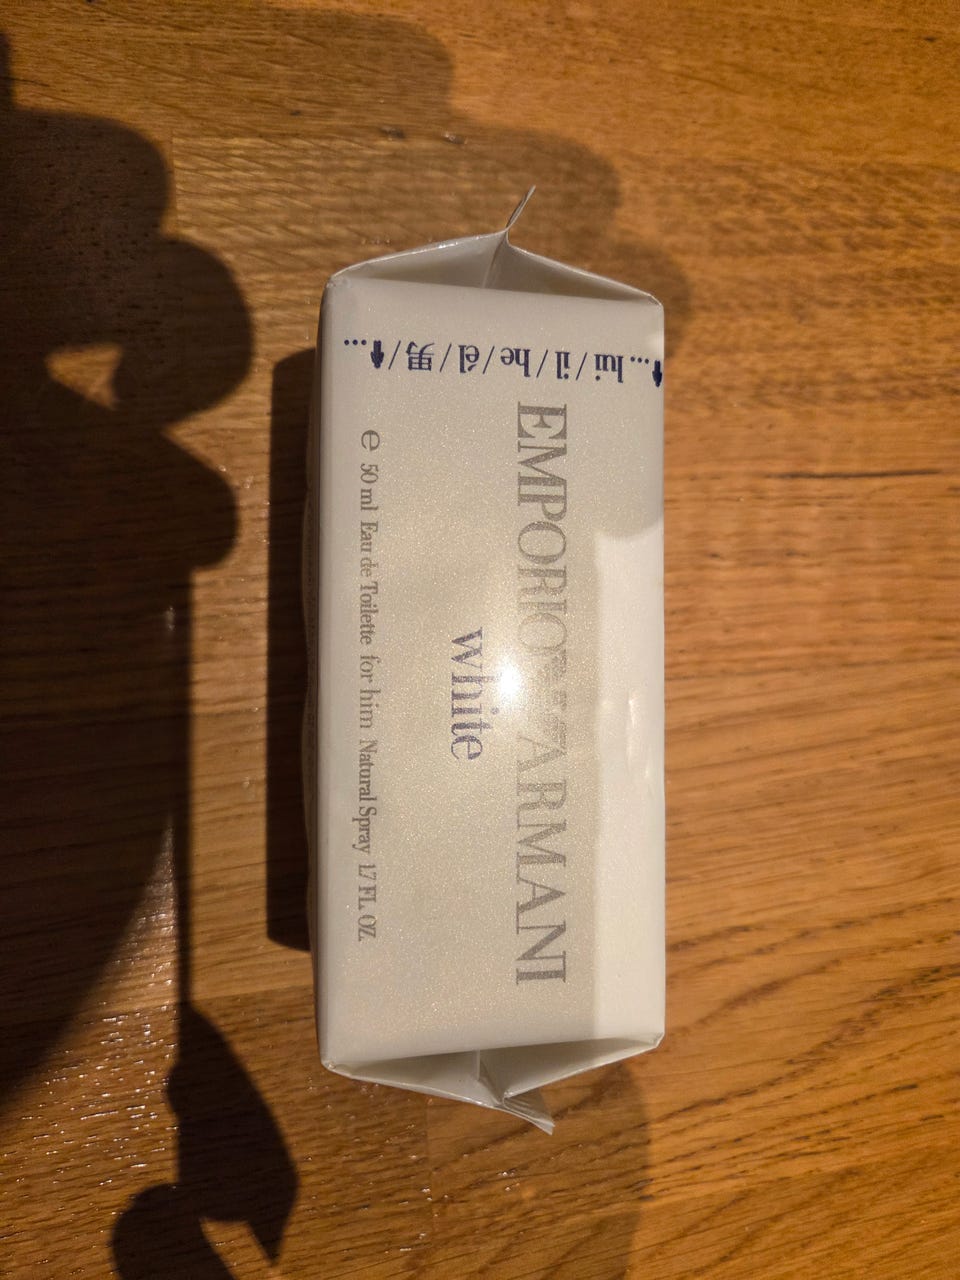 ...lui/il/he/él/男/...
EMPORIO ARMANI
white
℮ 50 ml Eau de Toilette for him Natural Spray 1.7 FL. OZ.